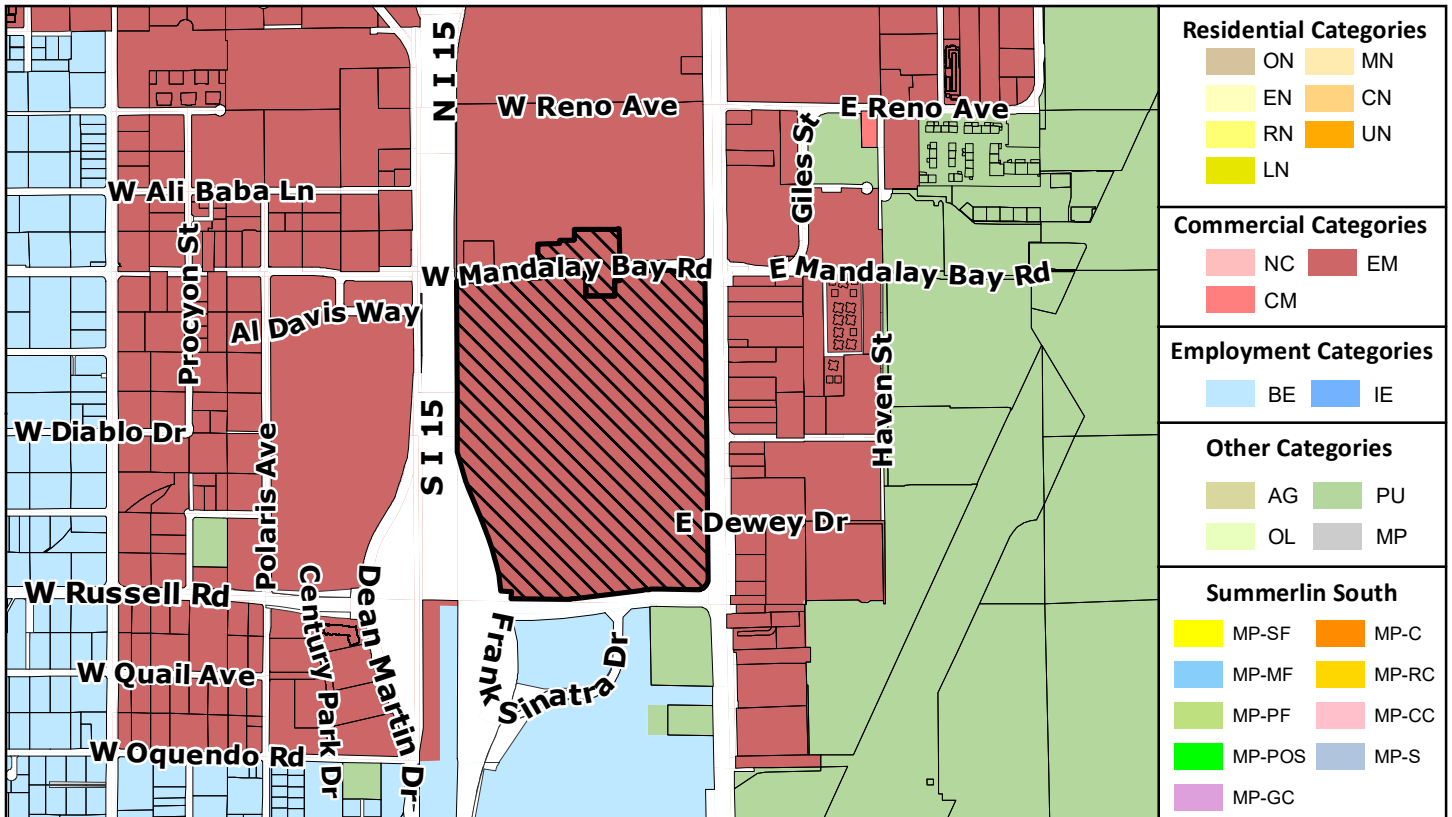 N I 15
W Reno Ave
E Reno Ave
Giles St
W Ali Baba Ln
Procyon St
W Mandalay Bay Rd
E Mandalay Bay Rd
Al Davis Way
Haven St
S I 15
W Diablo Dr
Polaris Ave
E Dewey Dr
W Russell Rd
Century Park Dr
Dean Martin Dr
Frank Sinatra Dr
W Quail Ave
W Oquendo Rd
Residential Categories
ON MN
EN CN
RN UN
LN
Commercial Categories
NC EM
CM
Employment Categories
BE IE
Other Categories
AG PU
OL MP
Summerlin South
MP-SF MP-C
MP-MF MP-RC
MP-PF MP-CC
MP-POS MP-S
MP-GC